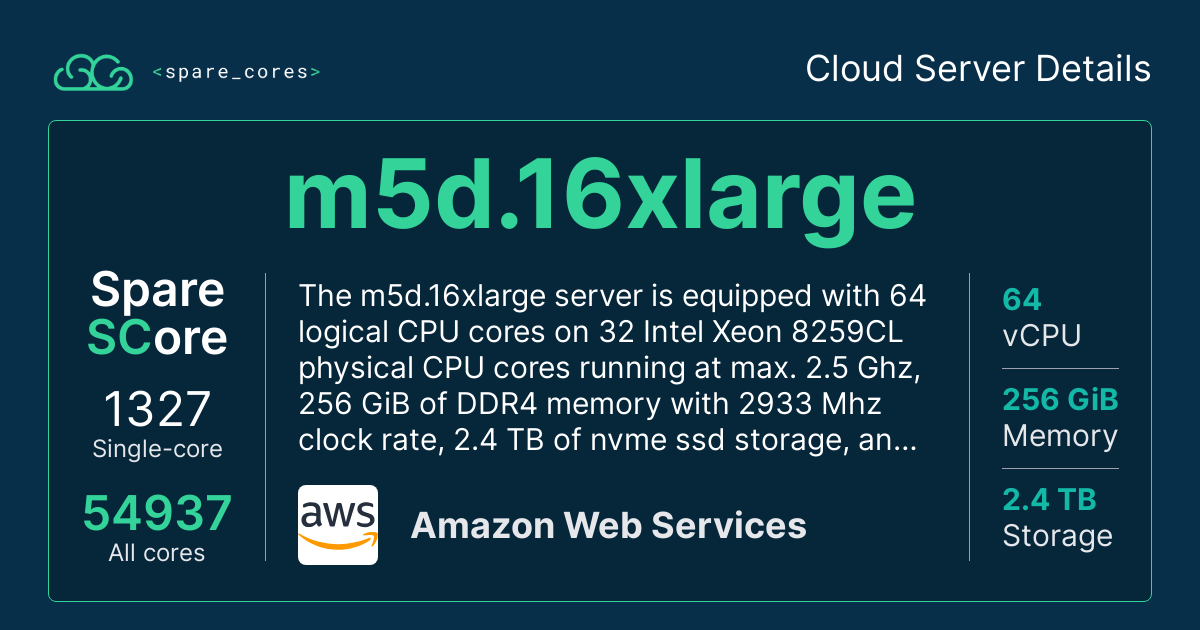 <spare_cores>
Cloud Server Details
m5d.16xlarge
Spare
SCore
1327
Single-core
54937
All cores
The m5d.16xlarge server is equipped with 64
logical CPU cores on 32 Intel Xeon 8259CL
physical CPU cores running at max. 2.5 Ghz,
256 GiB of DDR4 memory with 2933 Mhz
clock rate, 2.4 TB of nvme ssd storage, an...
aws
Amazon Web Services
64
vCPU
256 GiB
Memory
2.4 TB
Storage